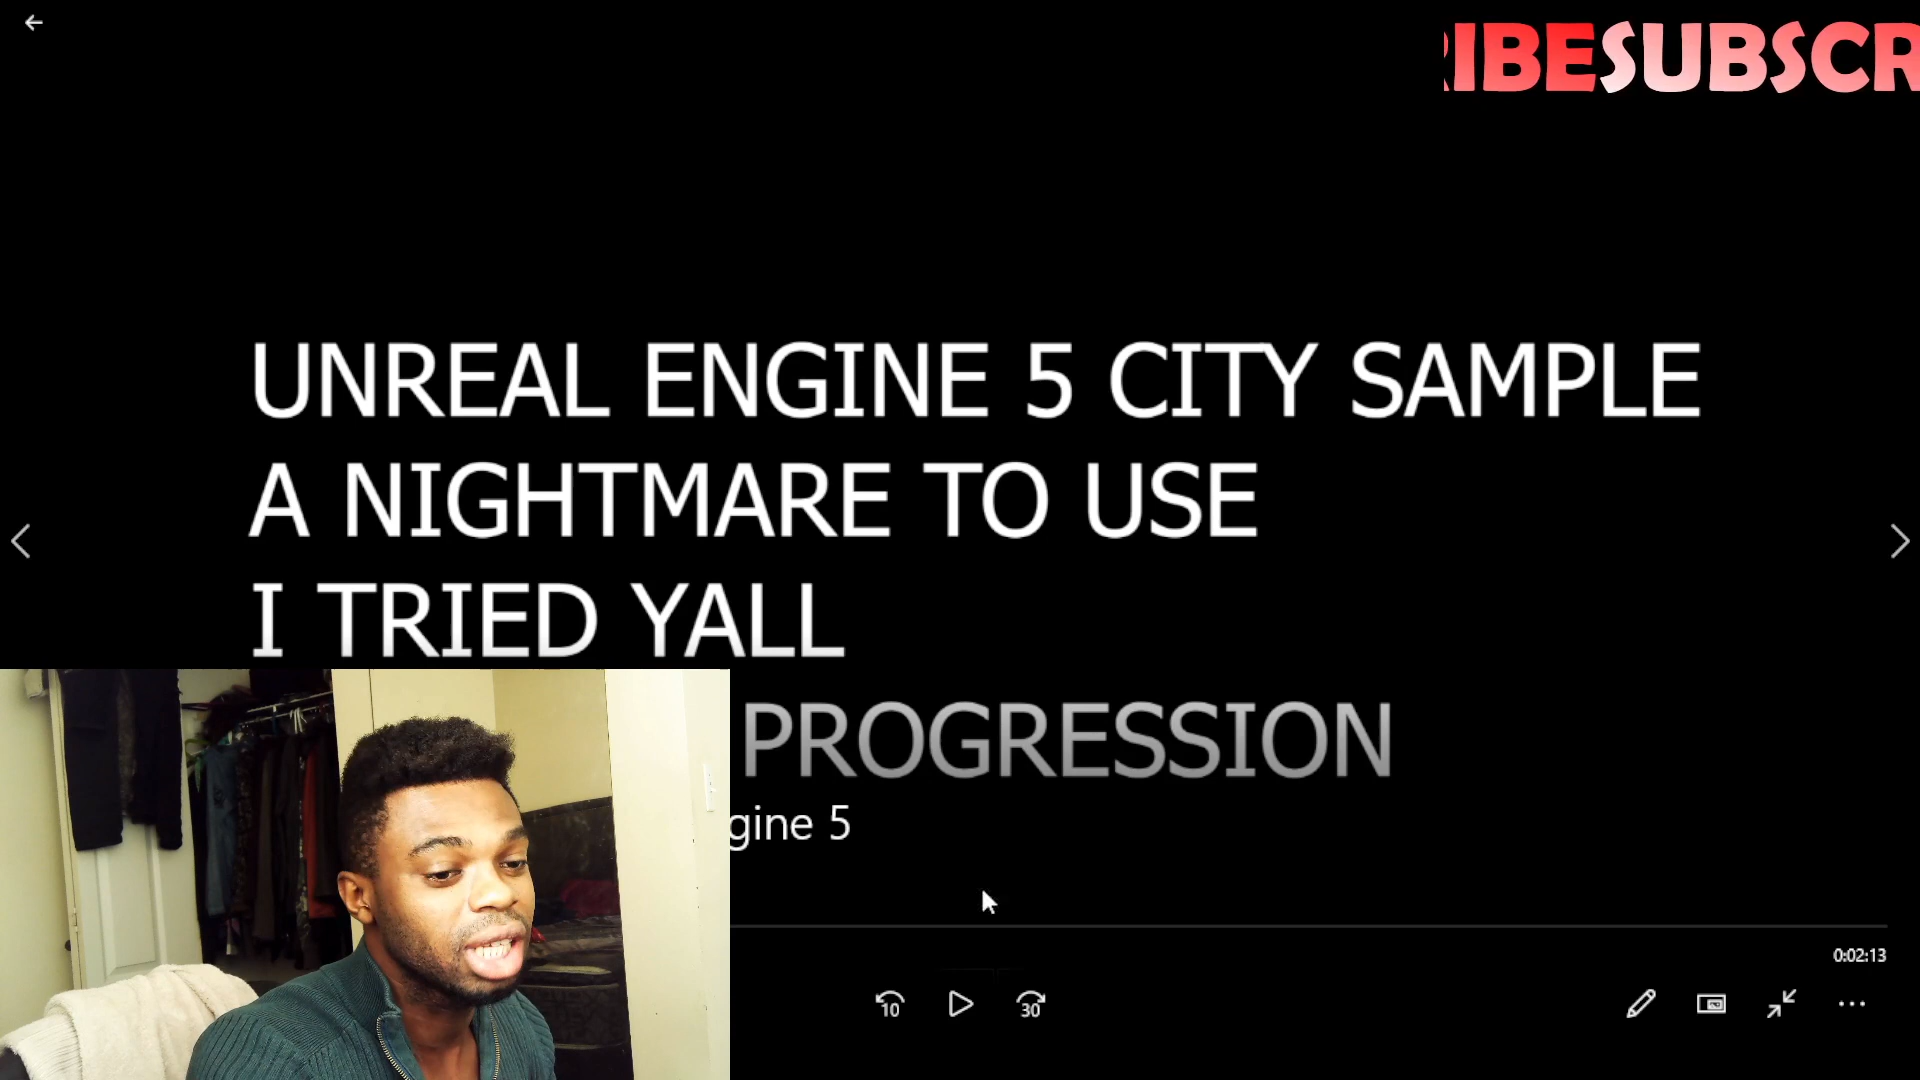 IBESUBSCR
UNREAL ENGINE 5 CITY SAMPLE
A NIGHTMARE TO USE
I TRIED YALL
PROGRESSION
gine 5
0:02:13
10
30